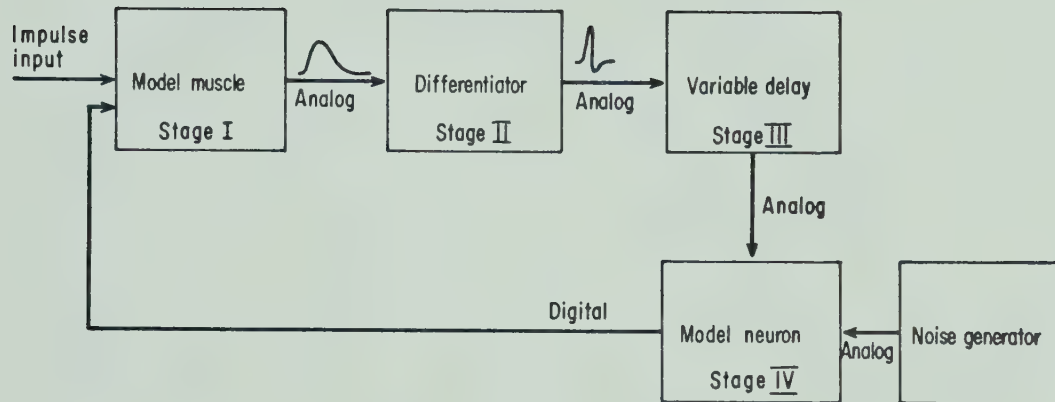 Impulse
input
Model muscle
Stage I
Analog
Differentiator
Stage II
Analog
Variable delay
Stage III
Analog
Digital
Model neuron
Stage IV
Analog
Noise generator